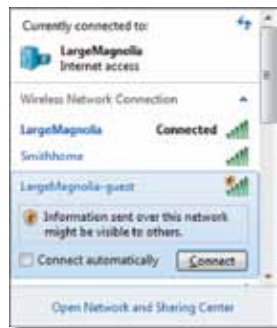 Currently connected to:
LargeMagnolia
Internet access
Wireless Network Connection
LargeMagnolia Connected
Smithhome
LargeMagnolia-guest
Information sent over this network
might be visible to others.
Connect automatically Connect
Open Network and Sharing Center